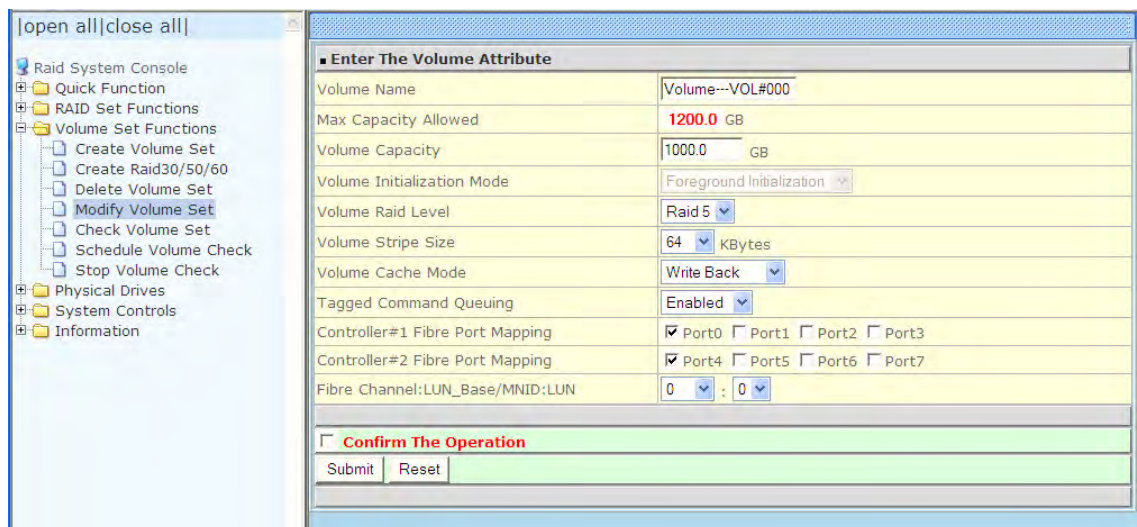 |open all|close all|
Raid System Console
Quick Function
RAID Set Functions
Volume Set Functions
Create Volume Set
Create Raid30/50/60
Delete Volume Set
Modify Volume Set
Check Volume Set
Schedule Volume Check
Stop Volume Check
Physical Drives
System Controls
Information
Enter The Volume Attribute
Volume Name Volume---VOL#000
Max Capacity Allowed 1200.0 GB
Volume Capacity 1000.0 GB
Volume Initialization Mode Foreground Initialization
Volume Raid Level Raid 5
Volume Stripe Size 64 KBytes
Volume Cache Mode Write Back
Tagged Command Queuing Enabled
Controller#1 Fibre Port Mapping Port0 Port1 Port2 Port3
Controller#2 Fibre Port Mapping Port4 Port5 Port6 Port7
Fibre Channel:LUN_Base/MNID:LUN 0 : 0
Confirm The Operation
Submit Reset